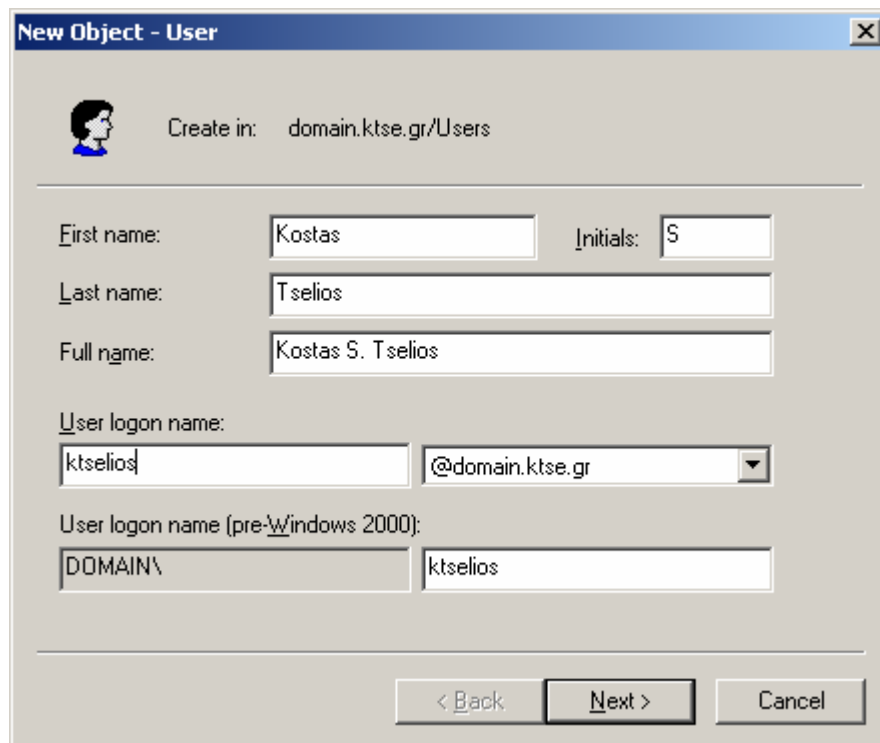 New Object - User
Create in: domain.ktse.gr/Users
First name: Kostas Initials: S
Last name: Tselios
Full name: Kostas S. Tselios
User logon name:
ktselios @domain.ktse.gr
User logon name (pre-Windows 2000):
DOMAIN\ ktselios
< Back Next > Cancel